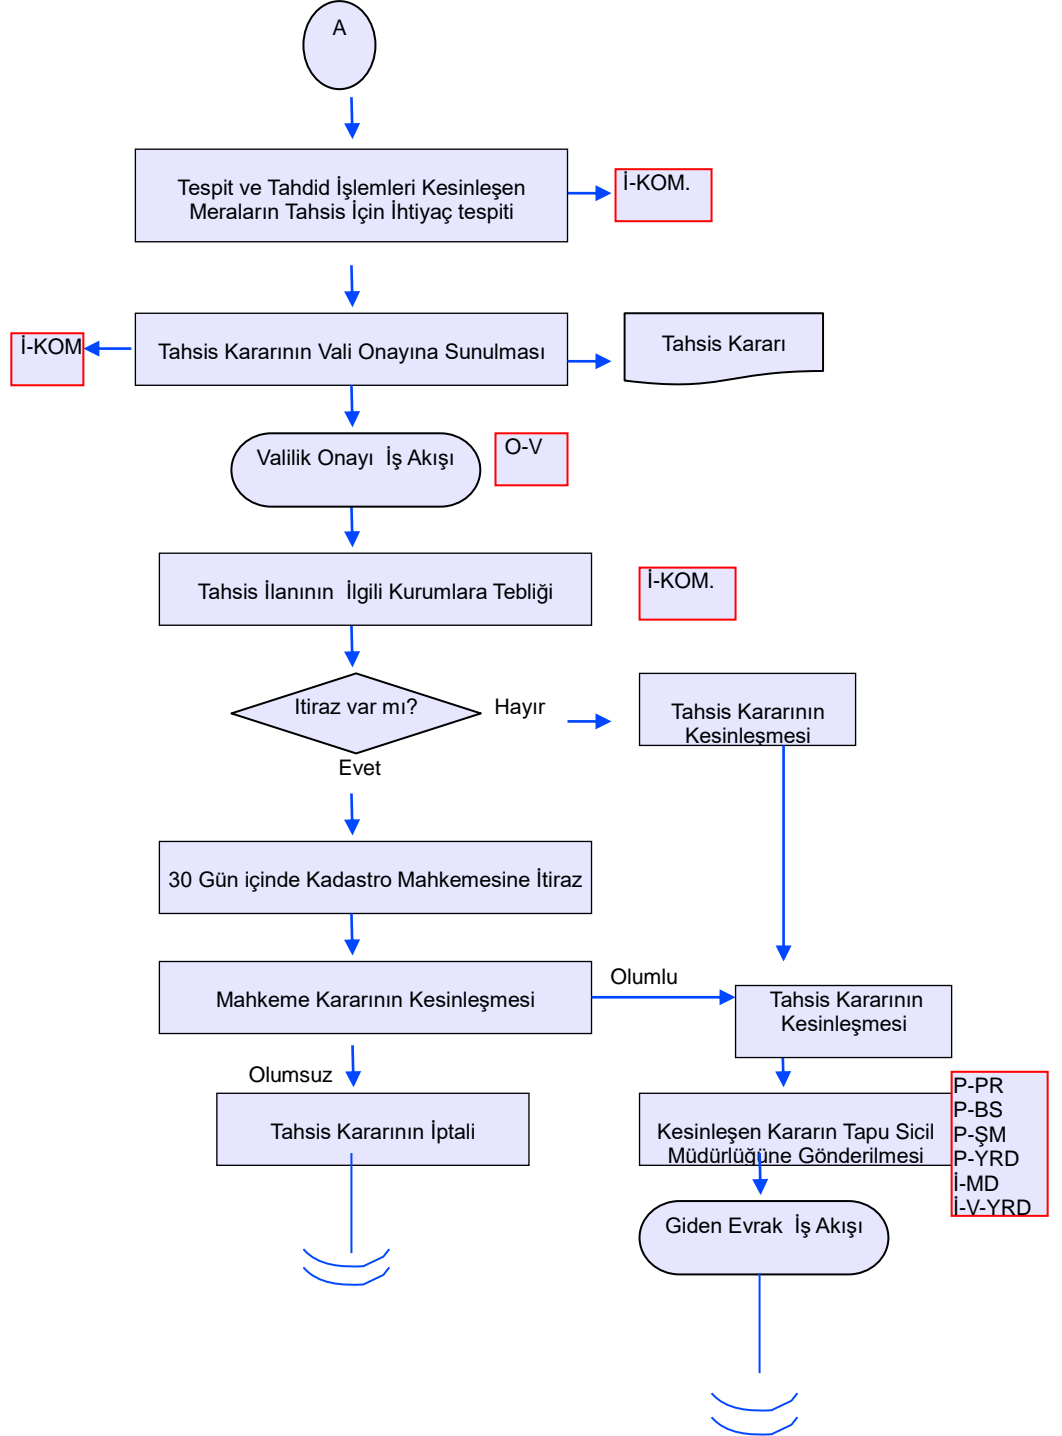 A
Tespit ve Tahdid İşlemleri Kesinleşen
Meraların Tahsis İçin İhtiyaç tespiti
İ-KOM.
İ-KOM
Tahsis Kararının Vali Onayına Sunulması
Tahsis Kararı
Valilik Onayı  İş Akışı
O-V
Tahsis İlanının  İlgili Kurumlara Tebliği
İ-KOM.
Itiraz var mı?
Hayır
Tahsis Kararının
Kesinleşmesi
Evet
30 Gün içinde Kadastro Mahkemesine İtiraz
Mahkeme Kararının Kesinleşmesi
Olumlu
Tahsis Kararının
Kesinleşmesi
Olumsuz
Tahsis Kararının İptali
Kesinleşen Kararın Tapu Sicil
Müdürlüğüne Gönderilmesi
P-PR
P-BS
P-ŞM
P-YRD
İ-MD
İ-V-YRD
Giden Evrak  İş Akışı